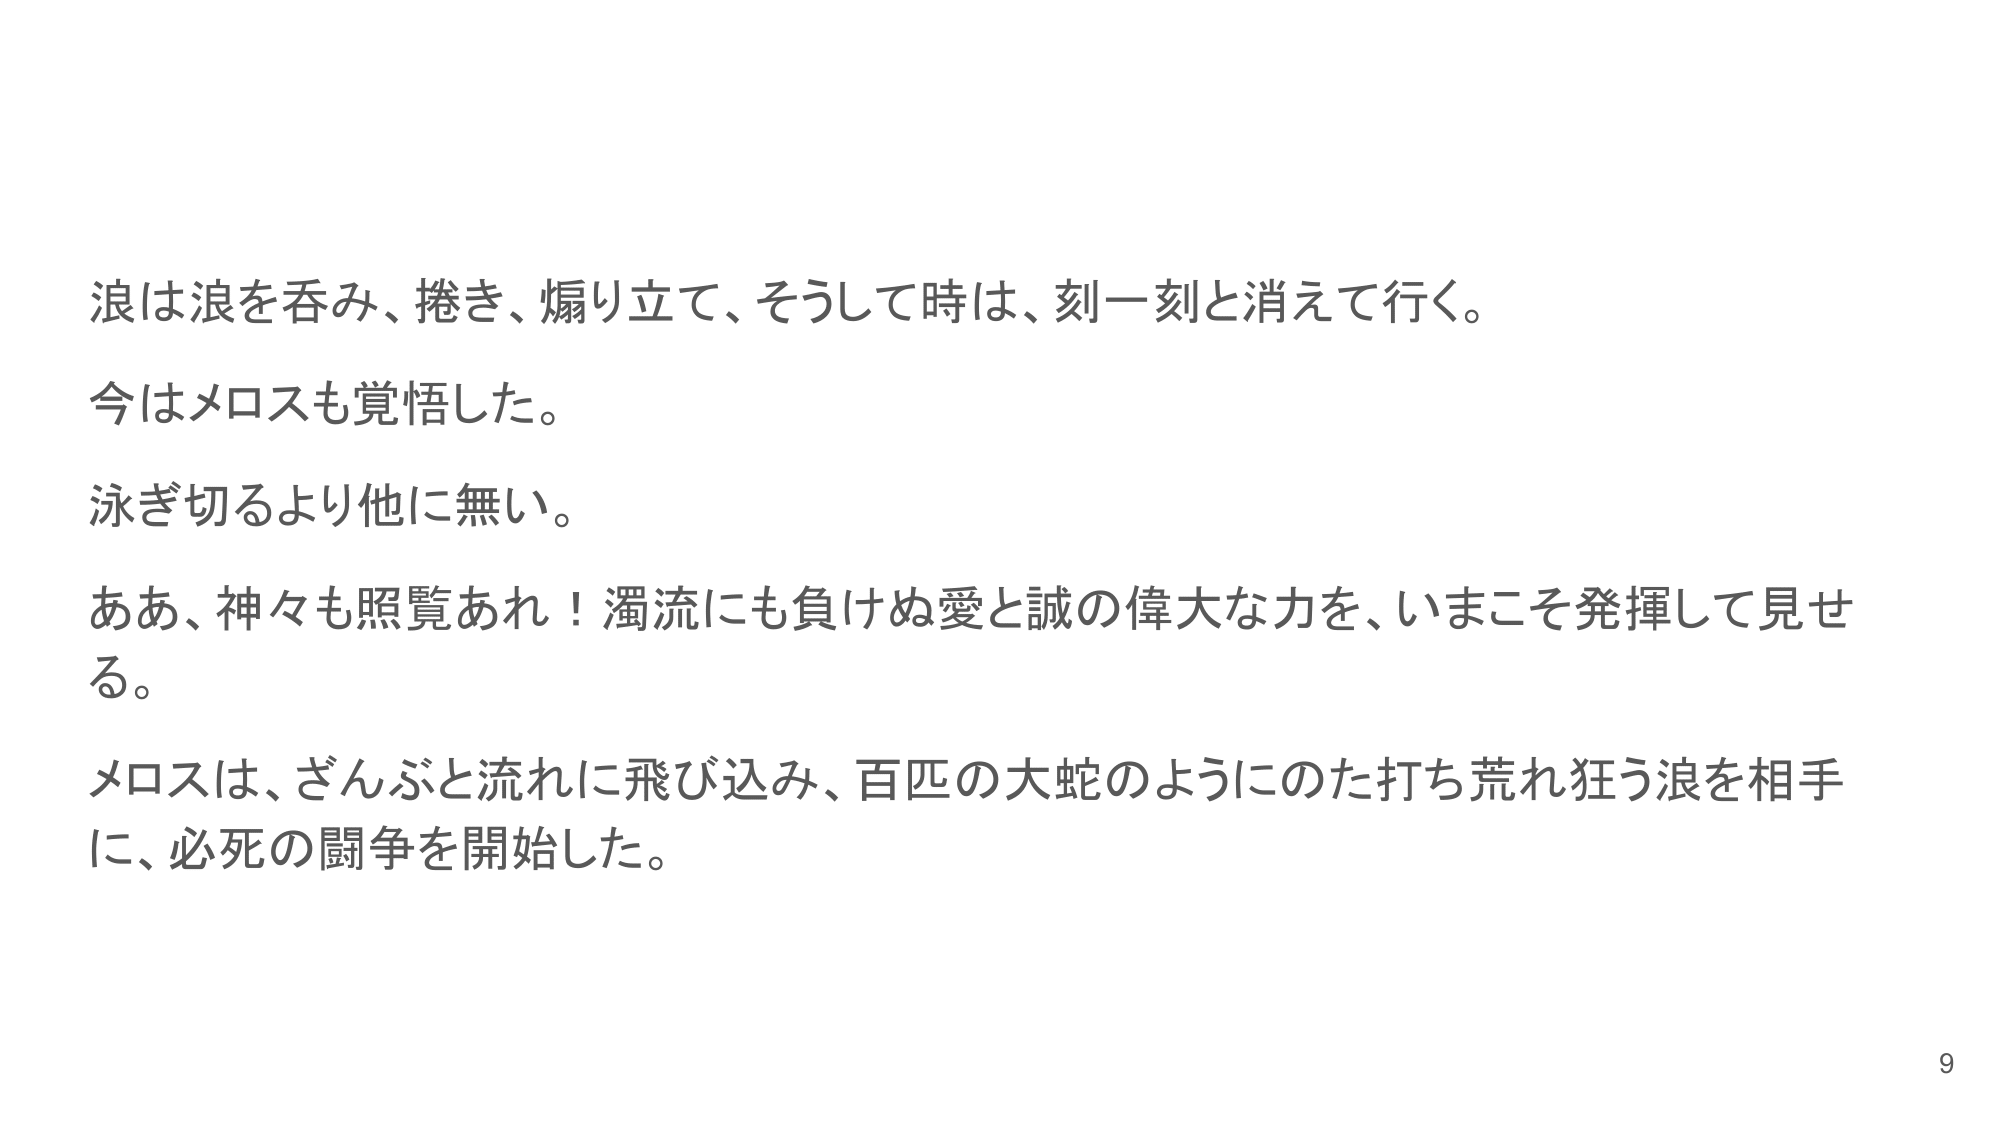 浪は浪を呑み、捲き、煽り立て、そうして時は、刻一刻と消えて行く。
今はメロスも覚悟した。
泳ぎ切るより他に無い。
ああ、神々も照覧あれ！濁流にも負けぬ愛と誠の偉大な力を、いまこそ発揮して見せ
る。
メロスは、ざんぶと流れに飛び込み、百匹の大蛇のようにのた打ち荒れ狂う浪を相手
に、必死の闘争を開始した。
9